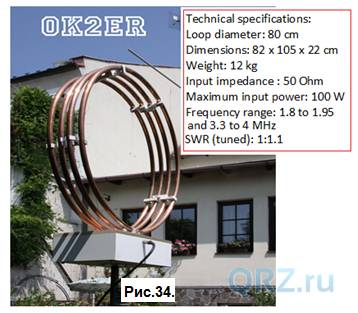 OK2ER
Technical specifications:
Loop diameter: 80 cm
Dimensions: 82 x 105 x 22 cm
Weight: 12 kg
Input impedance : 50 Ohm
Maximum input power: 100 W
Frequency range: 1.8 to 1.95
and 3.3 to 4 MHz
SWR (tuned): 1:1.1
Рис.34.
QRZ.ru